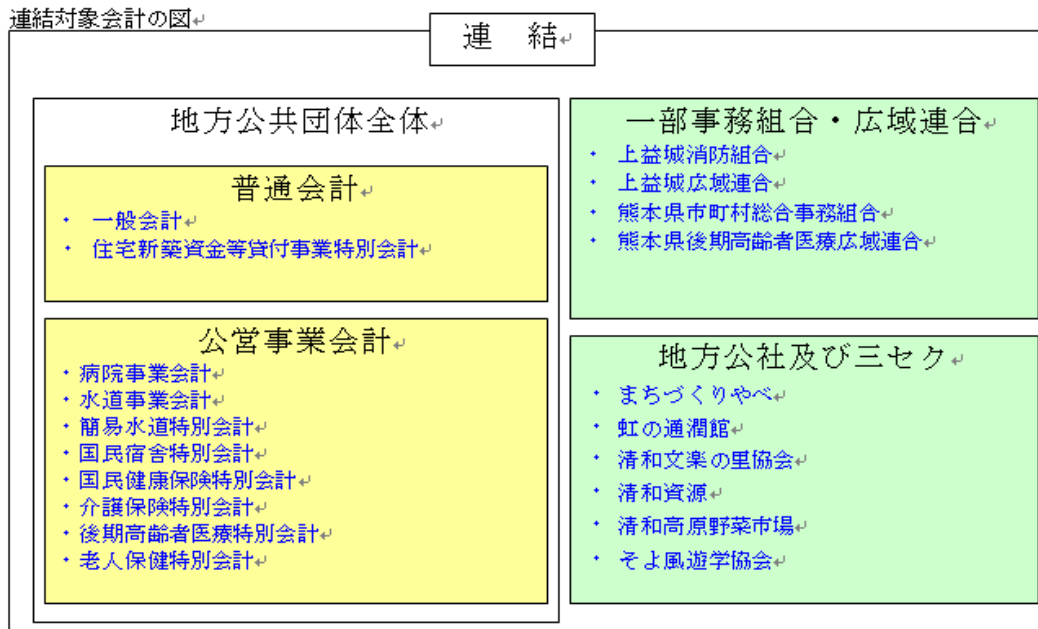 連結対象会計の図
連 結
地方公共団体全体
普通会計
・ 一般会計
・ 住宅新築資金等貸付事業特別会計
公営事業会計
・病院事業会計
・水道事業会計
・簡易水道特別会計
・国民宿舎特別会計
・国民健康保険特別会計
・介護保険特別会計
・後期高齢者医療特別会計
・老人保健特別会計
一部事務組合・広域連合
・ 上益城消防組合
・ 上益城広域連合
・ 熊本県市町村総合事務組合
・ 熊本県後期高齢者医療広域連合
地方公社及び三セク
・ まちづくりやべ
・ 虹の通潤館
・ 清和文楽の里協会
・ 清和資源
・ 清和高原野菜市場
・ そよ風遊学協会